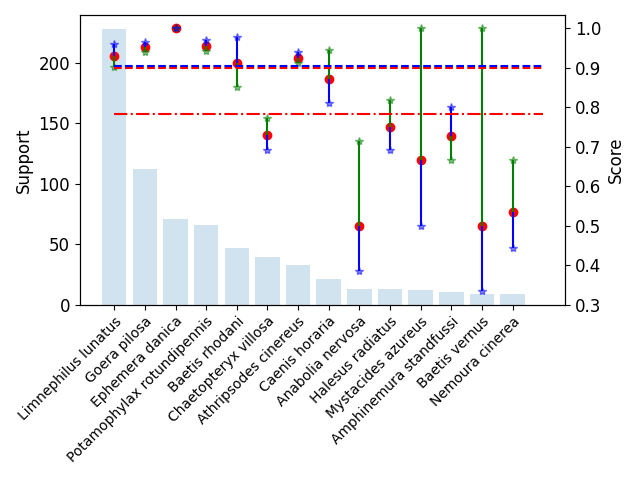 200
150
100
50
0
Support
1.0
0.9
0.8
0.7
0.6
0.5
0.4
0.3
Score
Limnephilus lunatus
Goera pilosa
Ephemera danica
Potamophylax rotundipennis
Baetis rhodani
Chaetopteryx villosa
Athripsodes cinereus
Caenis horaria
Anabolia nervosa
Halesus radiatus
Mystacides azureus
Amphinemura standfussi
Baetis vernus
Nemoura cinerea